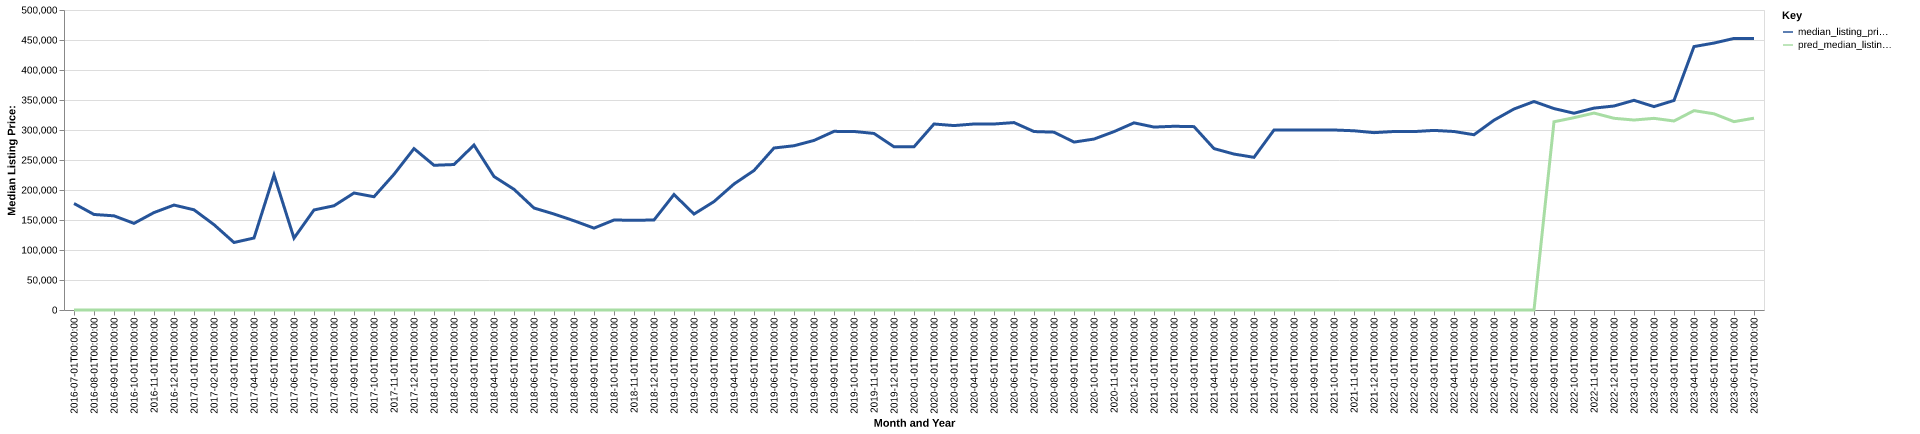 500,000
450,000
400,000
350,000
300,000
250,000
200,000
150,000
100,000
50,000
0
Median Listing Price:
2016-07-01T00:00:00
2016-08-01T00:00:00
2016-09-01T00:00:00
2016-10-01T00:00:00
2016-11-01T00:00:00
2016-12-01T00:00:00
2017-01-01T00:00:00
2017-02-01T00:00:00
2017-03-01T00:00:00
2017-04-01T00:00:00
2017-05-01T00:00:00
2017-06-01T00:00:00
2017-07-01T00:00:00
2017-08-01T00:00:00
2017-09-01T00:00:00
2017-10-01T00:00:00
2017-11-01T00:00:00
2017-12-01T00:00:00
2018-01-01T00:00:00
2018-02-01T00:00:00
2018-03-01T00:00:00
2018-04-01T00:00:00
2018-05-01T00:00:00
2018-06-01T00:00:00
2018-07-01T00:00:00
2018-08-01T00:00:00
2018-09-01T00:00:00
2018-10-01T00:00:00
2018-11-01T00:00:00
2018-12-01T00:00:00
2019-01-01T00:00:00
2019-02-01T00:00:00
2019-03-01T00:00:00
2019-04-01T00:00:00
2019-05-01T00:00:00
2019-06-01T00:00:00
2019-07-01T00:00:00
2019-08-01T00:00:00
2019-09-01T00:00:00
2019-10-01T00:00:00
2019-11-01T00:00:00
2019-12-01T00:00:00
2020-01-01T00:00:00
2020-02-01T00:00:00
2020-03-01T00:00:00
2020-04-01T00:00:00
2020-05-01T00:00:00
2020-06-01T00:00:00
2020-07-01T00:00:00
2020-08-01T00:00:00
2020-09-01T00:00:00
2020-10-01T00:00:00
2020-11-01T00:00:00
2020-12-01T00:00:00
2021-01-01T00:00:00
2021-02-01T00:00:00
2021-03-01T00:00:00
2021-04-01T00:00:00
2021-05-01T00:00:00
2021-06-01T00:00:00
2021-07-01T00:00:00
2021-08-01T00:00:00
2021-09-01T00:00:00
2021-10-01T00:00:00
2021-11-01T00:00:00
2021-12-01T00:00:00
2022-01-01T00:00:00
2022-02-01T00:00:00
2022-03-01T00:00:00
2022-04-01T00:00:00
2022-05-01T00:00:00
2022-06-01T00:00:00
2022-07-01T00:00:00
2022-08-01T00:00:00
2022-09-01T00:00:00
2022-10-01T00:00:00
2022-11-01T00:00:00
2022-12-01T00:00:00
2023-01-01T00:00:00
2023-02-01T00:00:00
2023-03-01T00:00:00
2023-04-01T00:00:00
2023-05-01T00:00:00
2023-06-01T00:00:00
2023-07-01T00:00:00
Month and Year
Key
median_listing_pri…
pred_median_listin…